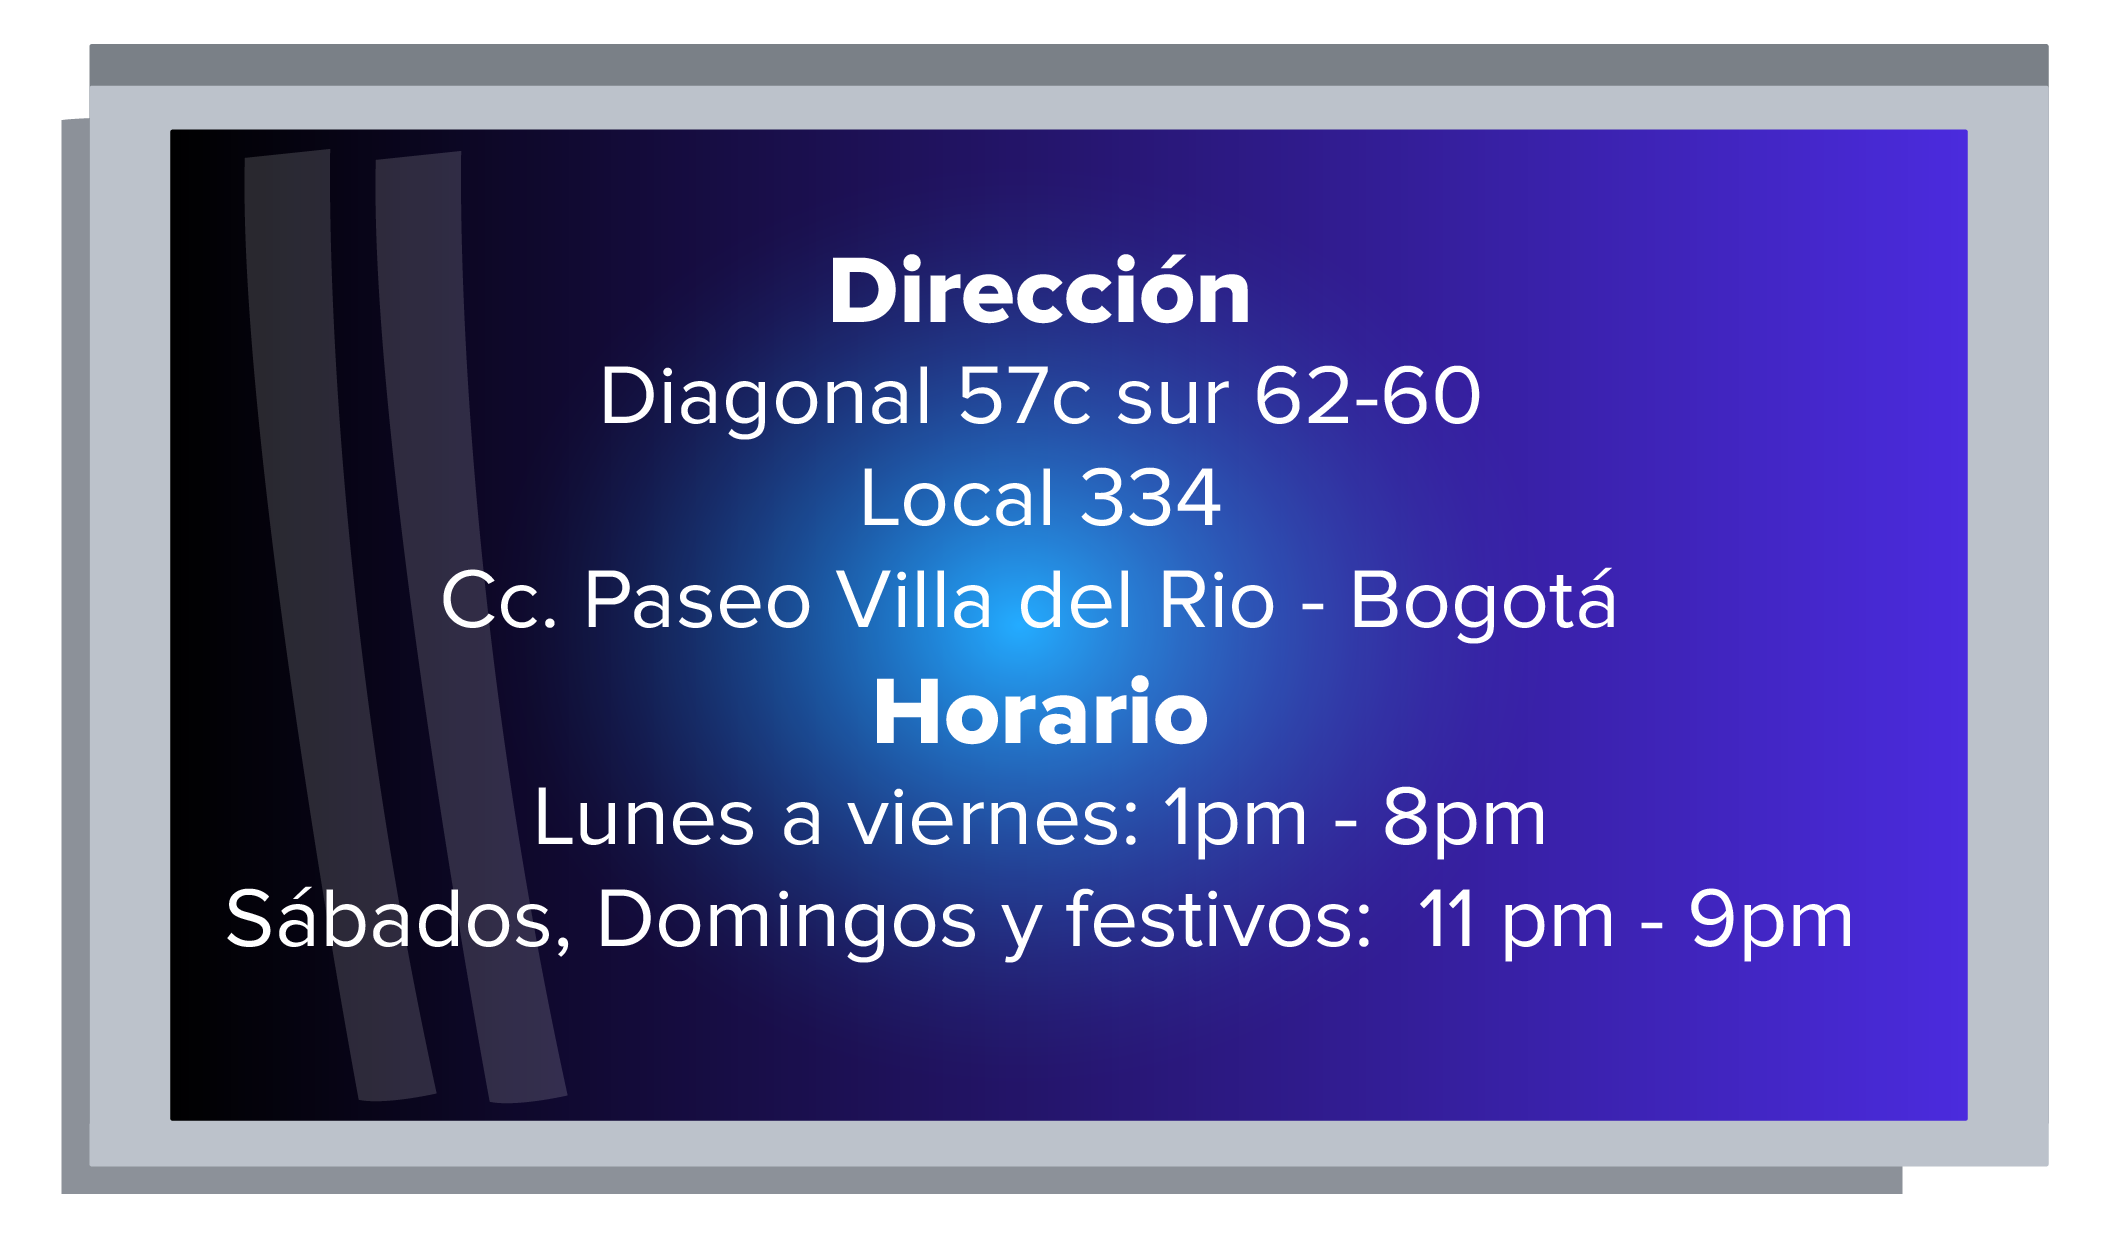 Dirección
Diagonal 57c sur 62-60
Local 334
Cc. Paseo Villa del Rio - Bogotá
Horario
Lunes a viernes: 1pm - 8pm
Sábados, Domingos y festivos:  11 pm - 9pm